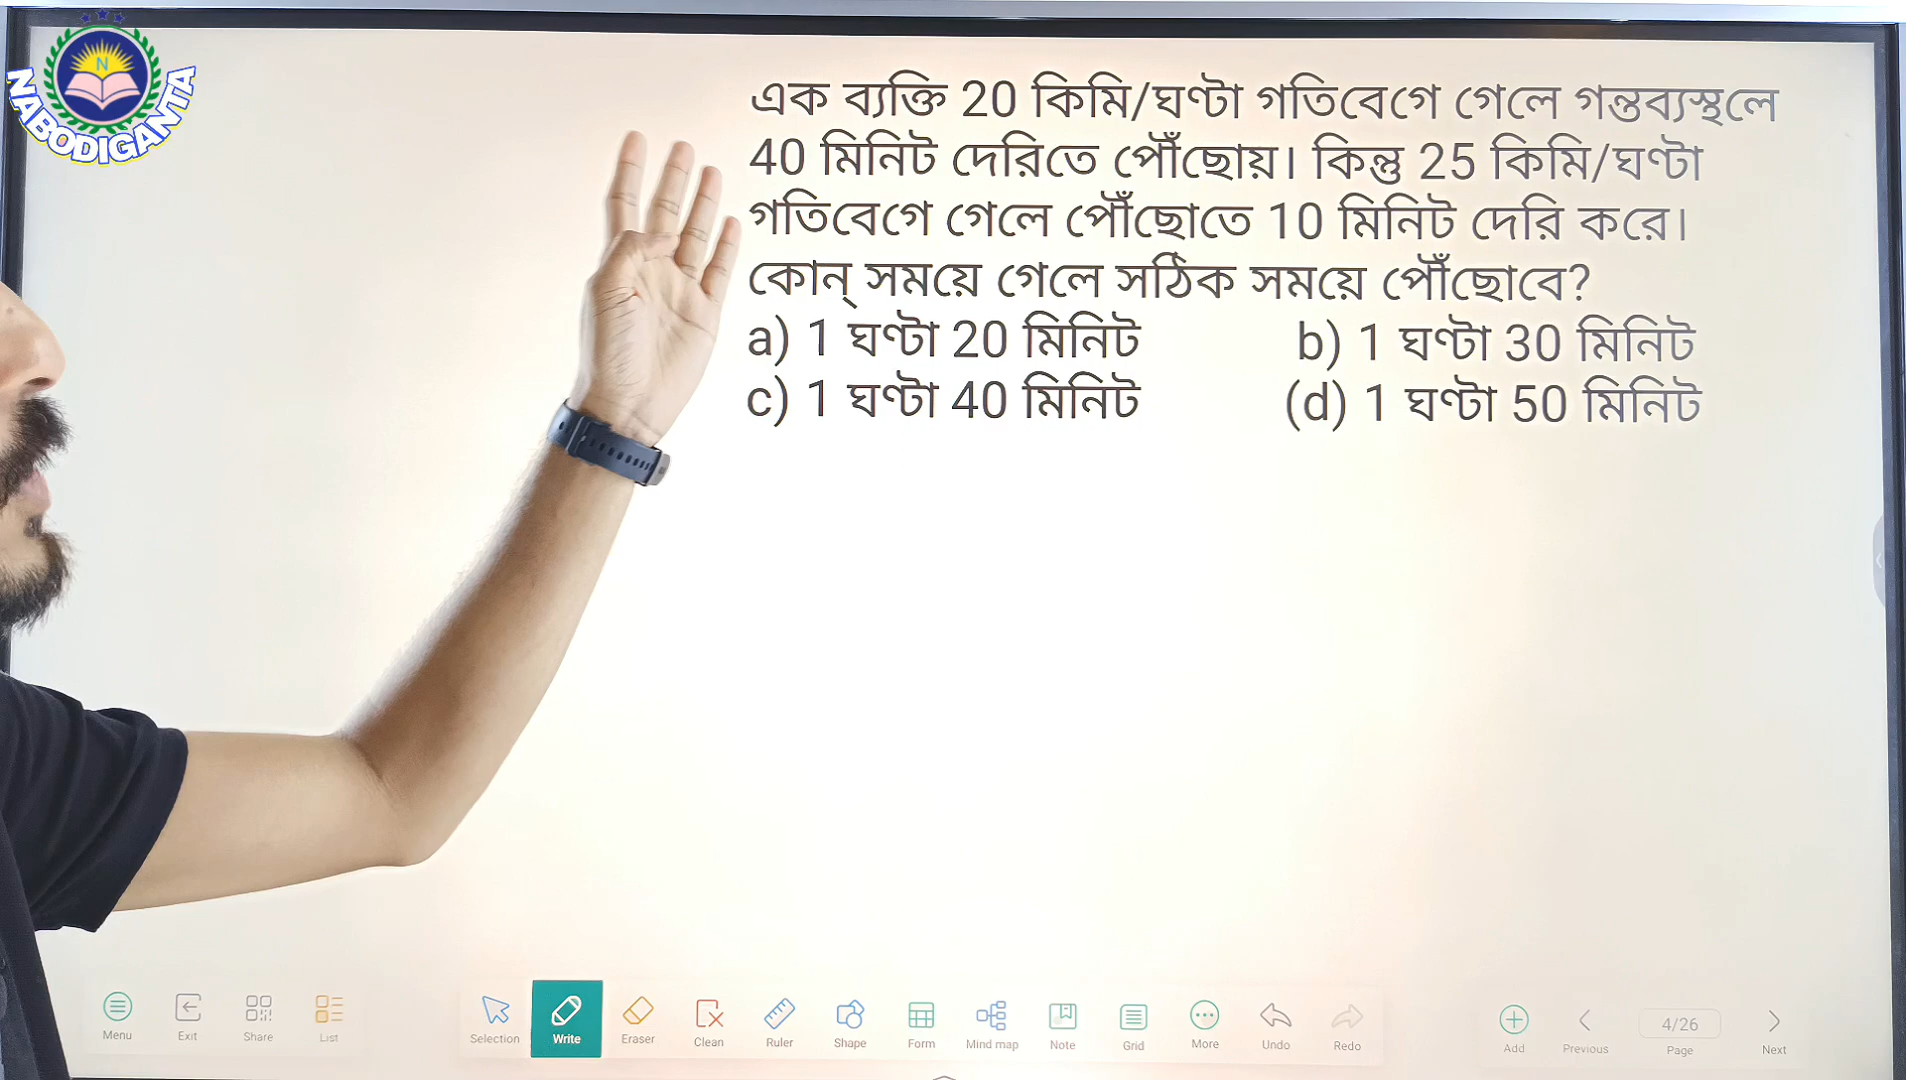 NABODIGANTA
N
এক ব্যক্তি 20 কিমি/ঘণ্টা গতিবেগে গেলে গন্তব্যস্থলে
40 মিনিট দেরিতে পৌঁছোয়। কিন্তু 25 কিমি/ঘণ্টা
গতিবেগে গেলে পৌঁছোতে 10 মিনিট দেরি করে।
কোন্ সময়ে গেলে সঠিক সময়ে পৌঁছোবে?
a) 1 ঘণ্টা 20 মিনিট b) 1 ঘণ্টা 30 মিনিট
c) 1 ঘণ্টা 40 মিনিট (d) 1 ঘণ্টা 50 মিনিট
Menu Exit Share List Selection Write Eraser Clean Ruler Shape Form Mind map Note Grid More Undo Redo Add Previous 4/26 Page Next